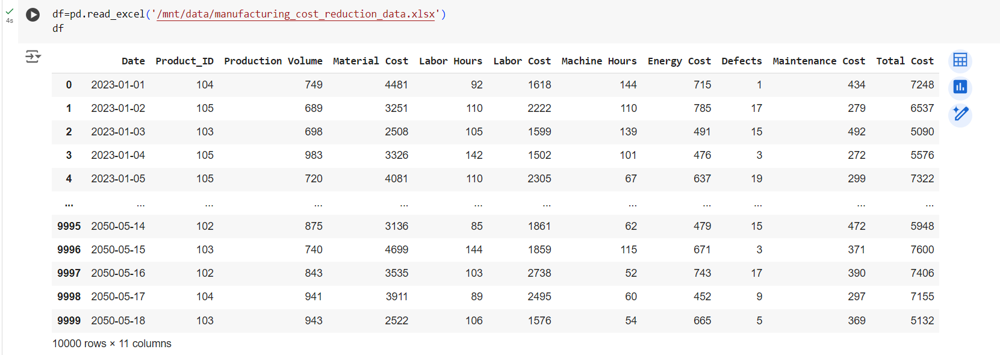 4s
df=pd.read_excel('/mnt/data/manufacturing_cost_reduction_data.xlsx')
df
Date Product_ID Production Volume Material Cost Labor Hours Labor Cost Machine Hours Energy Cost Defects Maintenance Cost Total Cost
0 2023-01-01 104 749 4481 92 1618 144 715 1 434 7248
1 2023-01-02 105 689 3251 110 2222 110 785 17 279 6537
2 2023-01-03 103 698 2508 105 1599 139 491 15 492 5090
3 2023-01-04 105 983 3326 142 1502 101 476 3 272 5576
4 2023-01-05 105 720 4081 110 2305 67 637 19 299 7322
... ... ... ... ... ... ... ... ... ... ... ...
9995 2050-05-14 102 875 3136 85 1861 62 479 15 472 5948
9996 2050-05-15 103 740 4699 144 1859 115 671 3 371 7600
9997 2050-05-16 102 843 3535 103 2738 52 743 17 390 7406
9998 2050-05-17 104 941 3911 89 2495 60 452 9 297 7155
9999 2050-05-18 103 943 2522 106 1576 54 665 5 369 5132
10000 rows × 11 columns